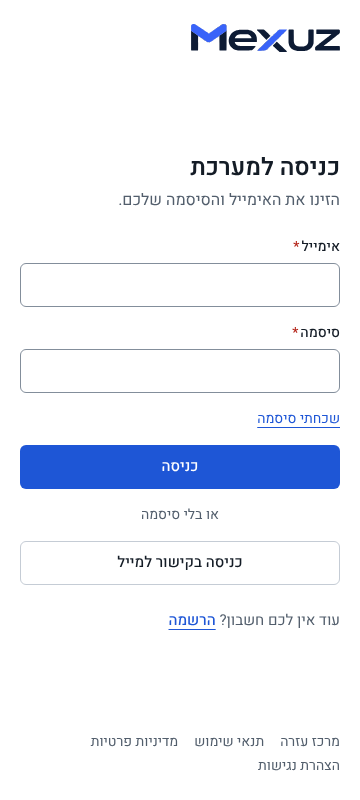 Mexuz
כניסה למערכת
הזינו את האימייל והסיסמה שלכם.
אימייל*
סיסמה*
שכחתי סיסמה
כניסה
או בלי סיסמה
כניסה בקישור למייל
עוד אין לכם חשבון? הרשמה
מרכז עזרה תנאי שימוש מדיניות פרטיות
הצהרת נגישות